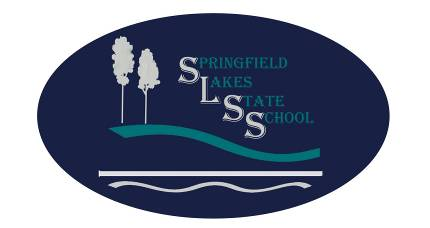 SPRINGFIELD
LAKES
STATE
SCHOOL